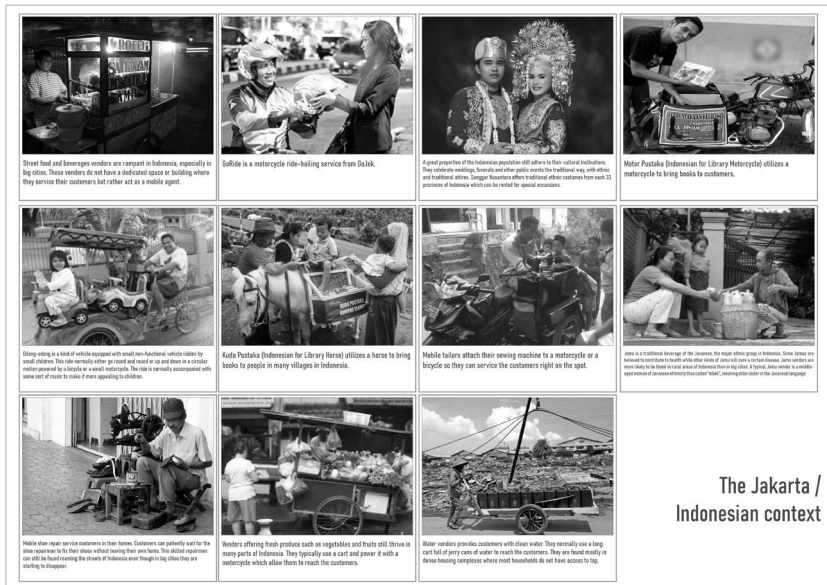 ROTI
Street food and beverages vendors are rampant in Indonesia, especially in
big cities. These vendors do not have a dedicated space or building where
they service their customers but rather act as a mobile agent.
GoRide is a motorcycle ride-hailing service from GoJek.
A great proportion of the Indonesian population still adhere to their cultural inclinations.
They celebrate weddings, funerals and other public events the traditional way, with ethnic
and traditional attires. Sanggar Nusantara offers traditional ethnic costumes from each 33
provinces of Indonesia which can be rented for special occassions.
Motor Pustaka (Indonesian for Library Motorcycle) utilizes a
motorcycle to bring books to customers.
Odong-odong is a kind of vehicle equipped with small non-functional vehicle ridden by
small children. This ride normally either go round and round or up and down in a circular
motion powered by a bicycle or a small motorcycle. The ride is normally accompanied with
some sort of music to make it more appealing to children.
KUDA PUSTAKA
Kuda Pustaka (Indonesian for Library Horse) utilizes a horse to bring
books to people in many villages in Indonesia.
Mobile tailors attach their sewing machine to a motorcycle or a
bicycle so they can service the customers right on the spot.
Jamu is a traditional beverage of the Javanese, the major ethnic group in Indonesia. Some Jamus are
believed to contribute to health while other kinds of Jamu will cure a certain disease. Jamu vendors are
more likely to be found in rural areas of Indonesia than in big cities. A typical Jamu vendor is a middle-
aged woman of Javanese ethnicity thus called "mbak", meaning older sister in the Javanese language.
Mobile shoe repair service customers in their homes. Customers can patiently wait for the
shoe repairman to fix their shoes without leaving their own home. This skilled repairmen
can still be found roaming the streets of Indonesia even though in big cities they are
starting to disappear.
Vendors offering fresh produce such as vegetables and fruits still thrive in
many parts of Indonesia. They typically use a cart and power it with a
motorcycle which allow them to reach the customers.
Water vendors provides customers with clean water. They normally use a long
cart full of jerry cans of water to reach the customers. They are found mostly in
dense housing complexes where most households do not have access to tap.
The Jakarta /
Indonesian context